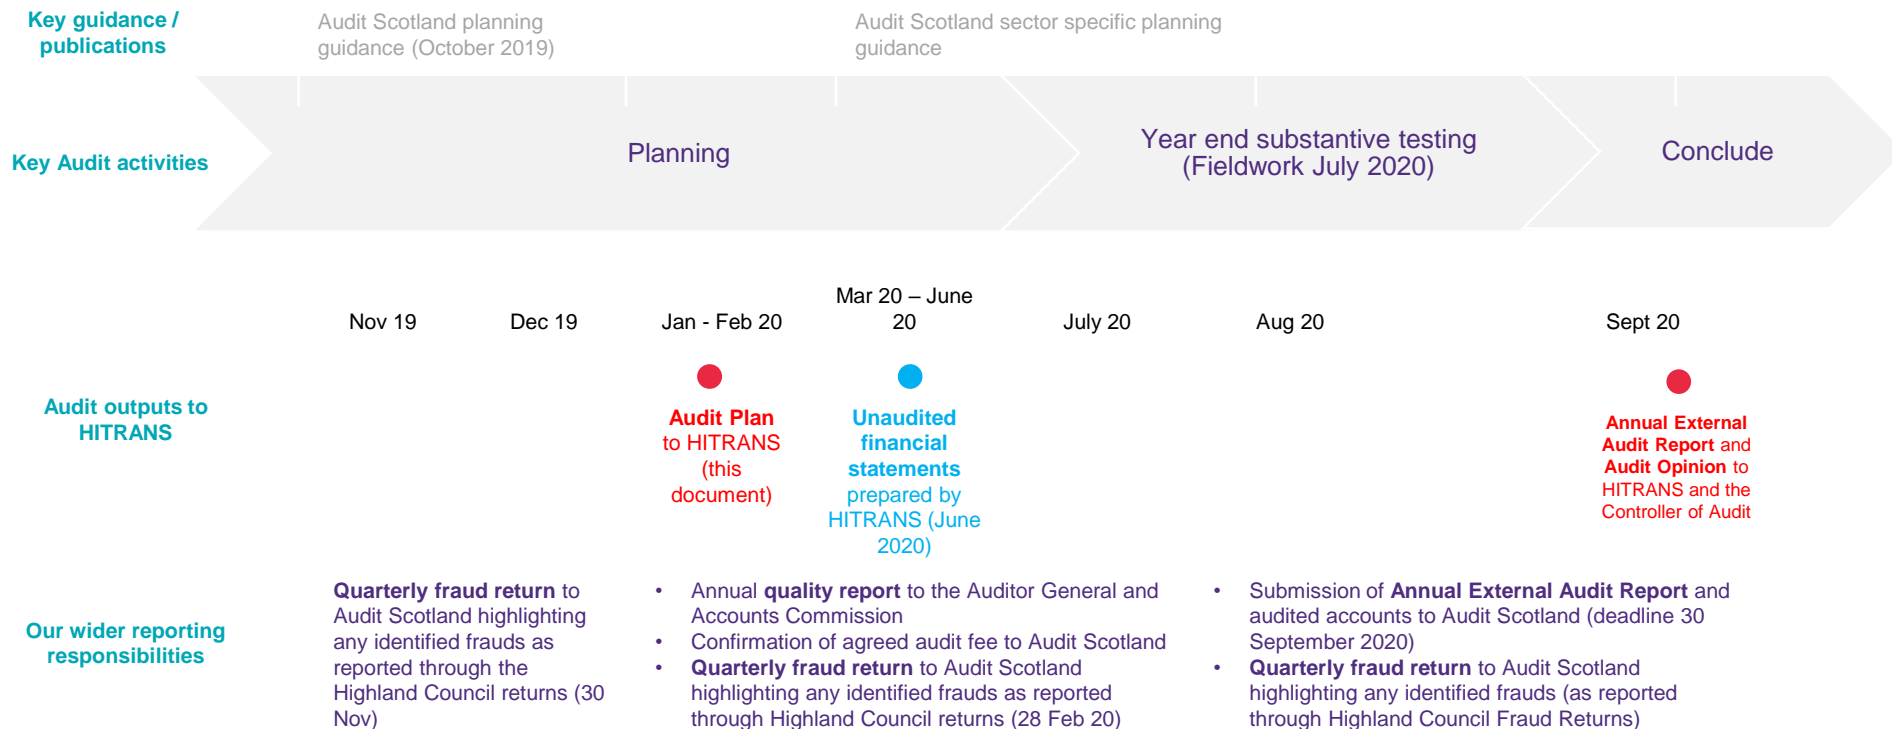 Key guidance /
publications
Audit Scotland planning
guidance (October 2019)
Audit Scotland sector specific planning
guidance
Key Audit activities
Planning
Year end substantive testing
(Fieldwork July 2020)
Conclude
Nov 19
Dec 19
Jan - Feb 20
Mar 20 – June
20
July 20
Aug 20
Sept 20
Audit outputs to
HITRANS
Audit Plan
to HITRANS
(this
document)
Unaudited
financial
statements
prepared by
HITRANS (June
2020)
Annual External
Audit Report and
Audit Opinion to
HITRANS and the
Controller of Audit
Our wider reporting
responsibilities
Quarterly fraud return to
Audit Scotland highlighting
any identified frauds as
reported through the
Highland Council returns (30
Nov)
• Annual quality report to the Auditor General and
Accounts Commission
• Confirmation of agreed audit fee to Audit Scotland
• Quarterly fraud return to Audit Scotland
highlighting any identified frauds as reported
through Highland Council returns (28 Feb 20)
• Submission of Annual External Audit Report and
audited accounts to Audit Scotland (deadline 30
September 2020)
• Quarterly fraud return to Audit Scotland
highlighting any identified frauds (as reported
through Highland Council Fraud Returns)